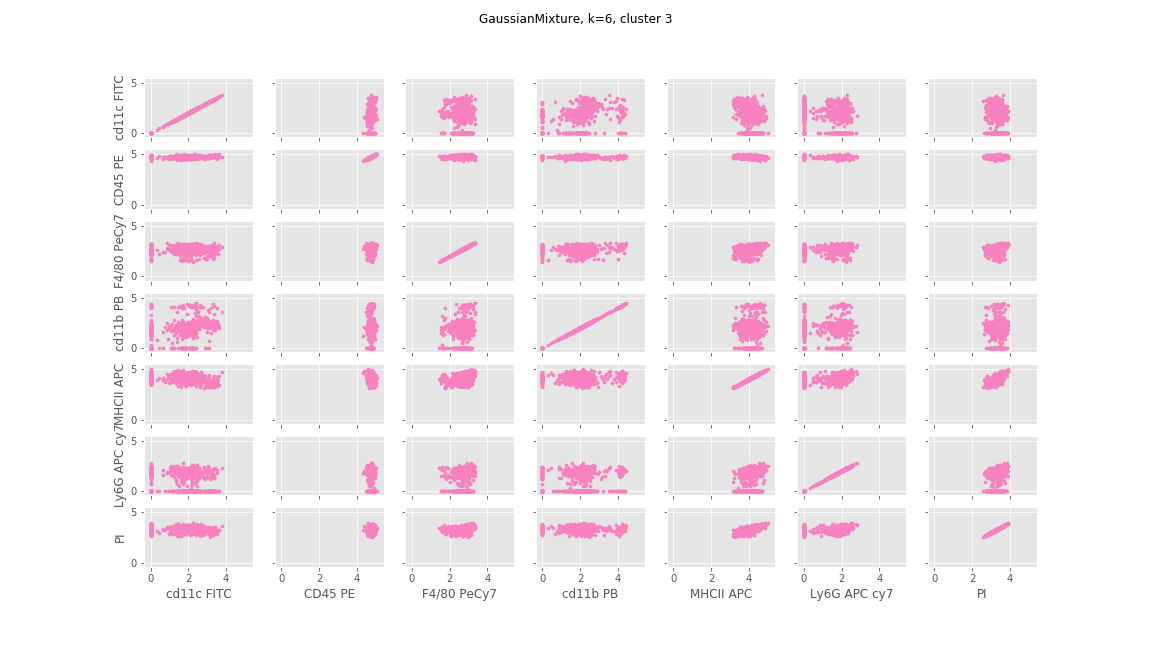 GaussianMixture, k=6, cluster 3
cd11c FITC
5
0
CD45 PE
5
0
F4/80 PeCy7
5
0
cd11b PB
5
0
MHCII APC
5
0
Ly6G APC cy7
5
0
PI
5
0
0 2 4 0 2 4 0 2 4 0 2 4 0 2 4 0 2 4 0 2 4
cd11c FITC CD45 PE F4/80 PeCy7 cd11b PB MHCII APC Ly6G APC cy7 PI